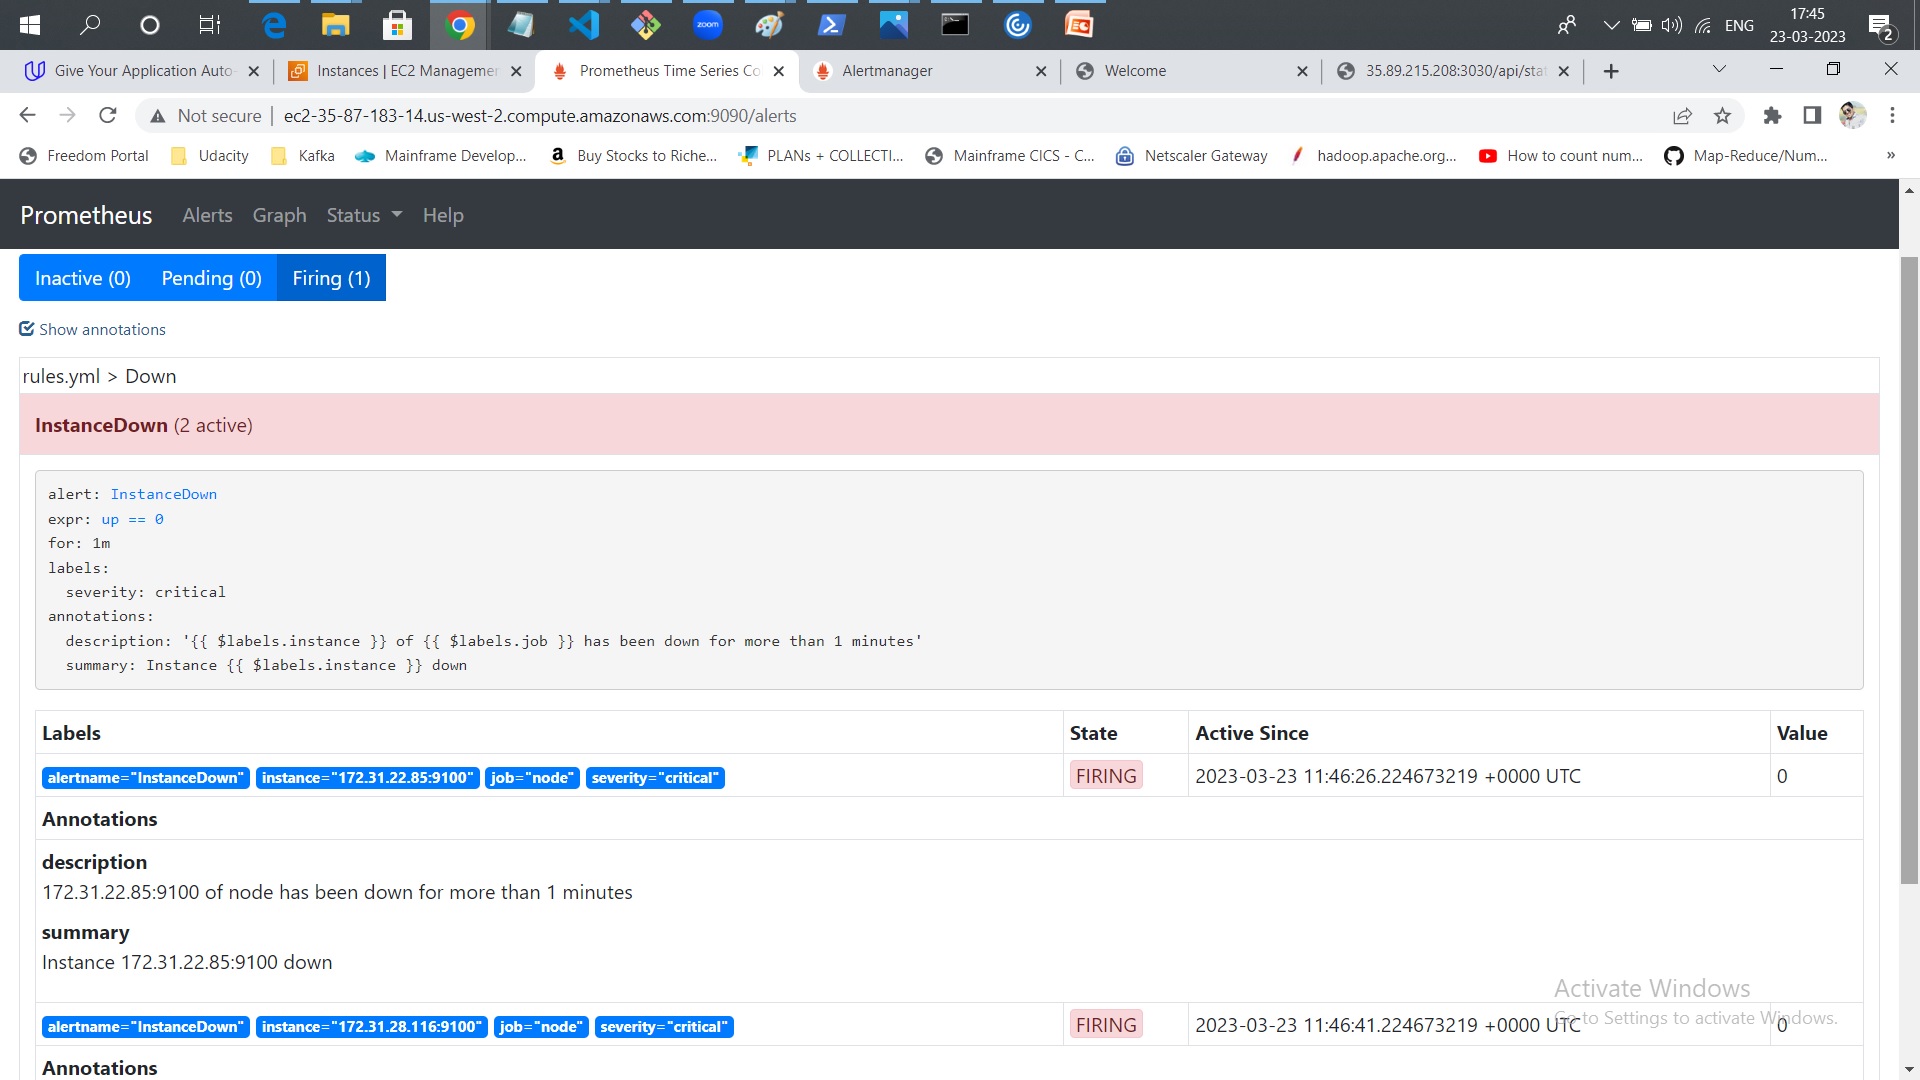 zoom
ENG
17:45
23-03-2023
2
Give Your Application Auto-
Instances | EC2 Managemen
Prometheus Time Series Co
Alertmanager
Welcome
35.89.215.208:3030/api/stat
Not secure
ec2-35-87-183-14.us-west-2.compute.amazonaws.com:9090/alerts
Freedom Portal
Udacity
Kafka
Mainframe Develop...
Buy Stocks to Riche...
PLANs + COLLECTI...
Mainframe CICS - C...
Netscaler Gateway
hadoop.apache.org...
How to count num...
Map-Reduce/Num...
»
Prometheus Alerts Graph Status Help
Inactive (0) Pending (0) Firing (1)
Show annotations
rules.yml > Down
InstanceDown (2 active)
alert: InstanceDown
expr: up == 0
for: 1m
labels:
severity: critical
annotations:
description: '{{ $labels.instance }} of {{ $labels.job }} has been down for more than 1 minutes'
summary: Instance {{ $labels.instance }} down
Labels State Active Since Value
alertname="InstanceDown" instance="172.31.22.85:9100" job="node" severity="critical" FIRING 2023-03-23 11:46:26.224673219 +0000 UTC 0
Annotations
description
172.31.22.85:9100 of node has been down for more than 1 minutes
summary
Instance 172.31.22.85:9100 down
Activate Windows
Go to Settings to activate Windows.
alertname="InstanceDown" instance="172.31.28.116:9100" job="node" severity="critical" FIRING 2023-03-23 11:46:41.224673219 +0000 UTC 0
Annotations